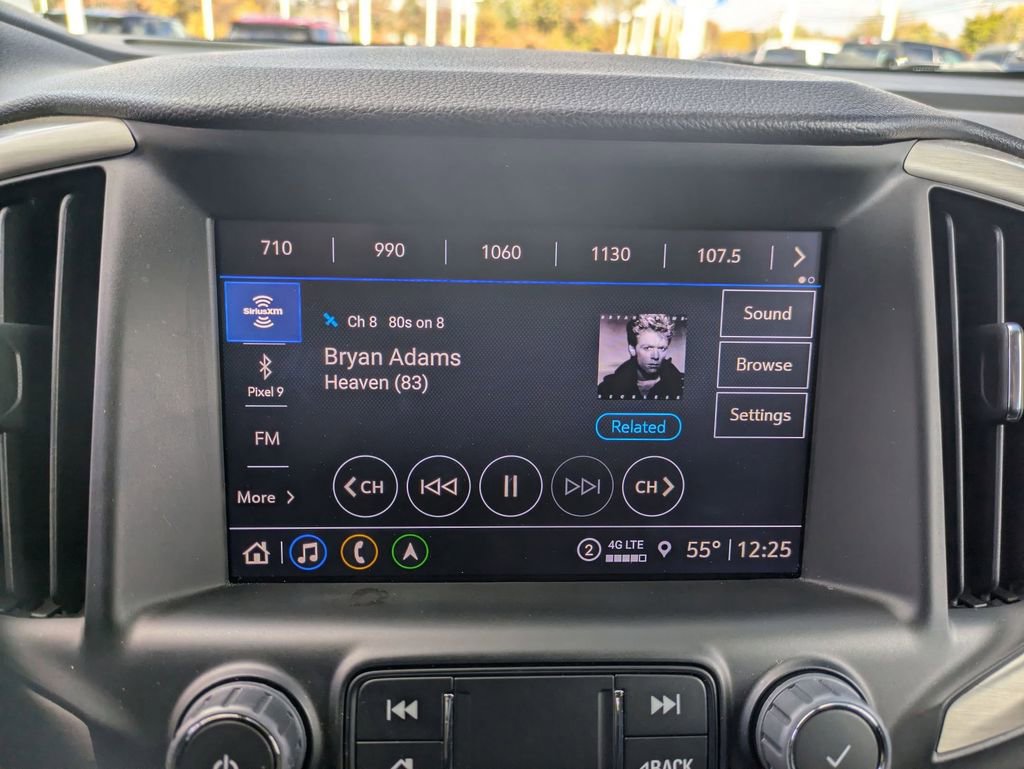 710 990 1060 1130 107.5
SiriusXM
Ch 8 80s on 8
Bryan Adams
Heaven (83)
Related
Sound
Browse
Settings
Pixel 9
FM
More
CH CH
2 4G LTE 55° 12:25
BACK